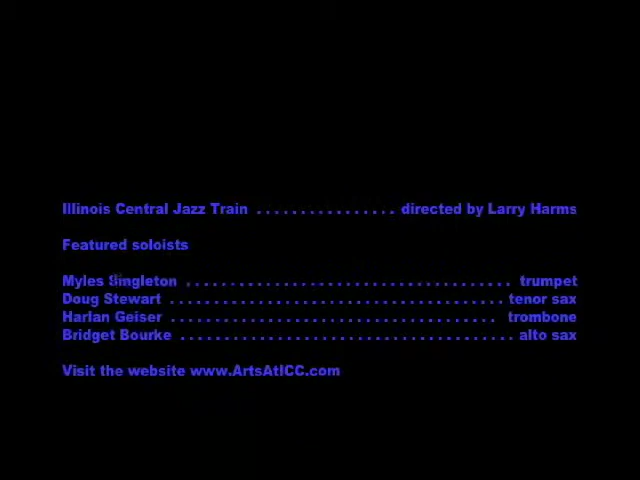 Illinois Central Jazz Train ................ directed by Larry Harms
Featured soloists
Myles Singleton ..................................... trumpet
Doug Stewart ...................................... tenor sax
Harlan Geiser ..................................... trombone
Bridget Bourke ...................................... alto sax
Visit the website www.ArtsAtICC.com